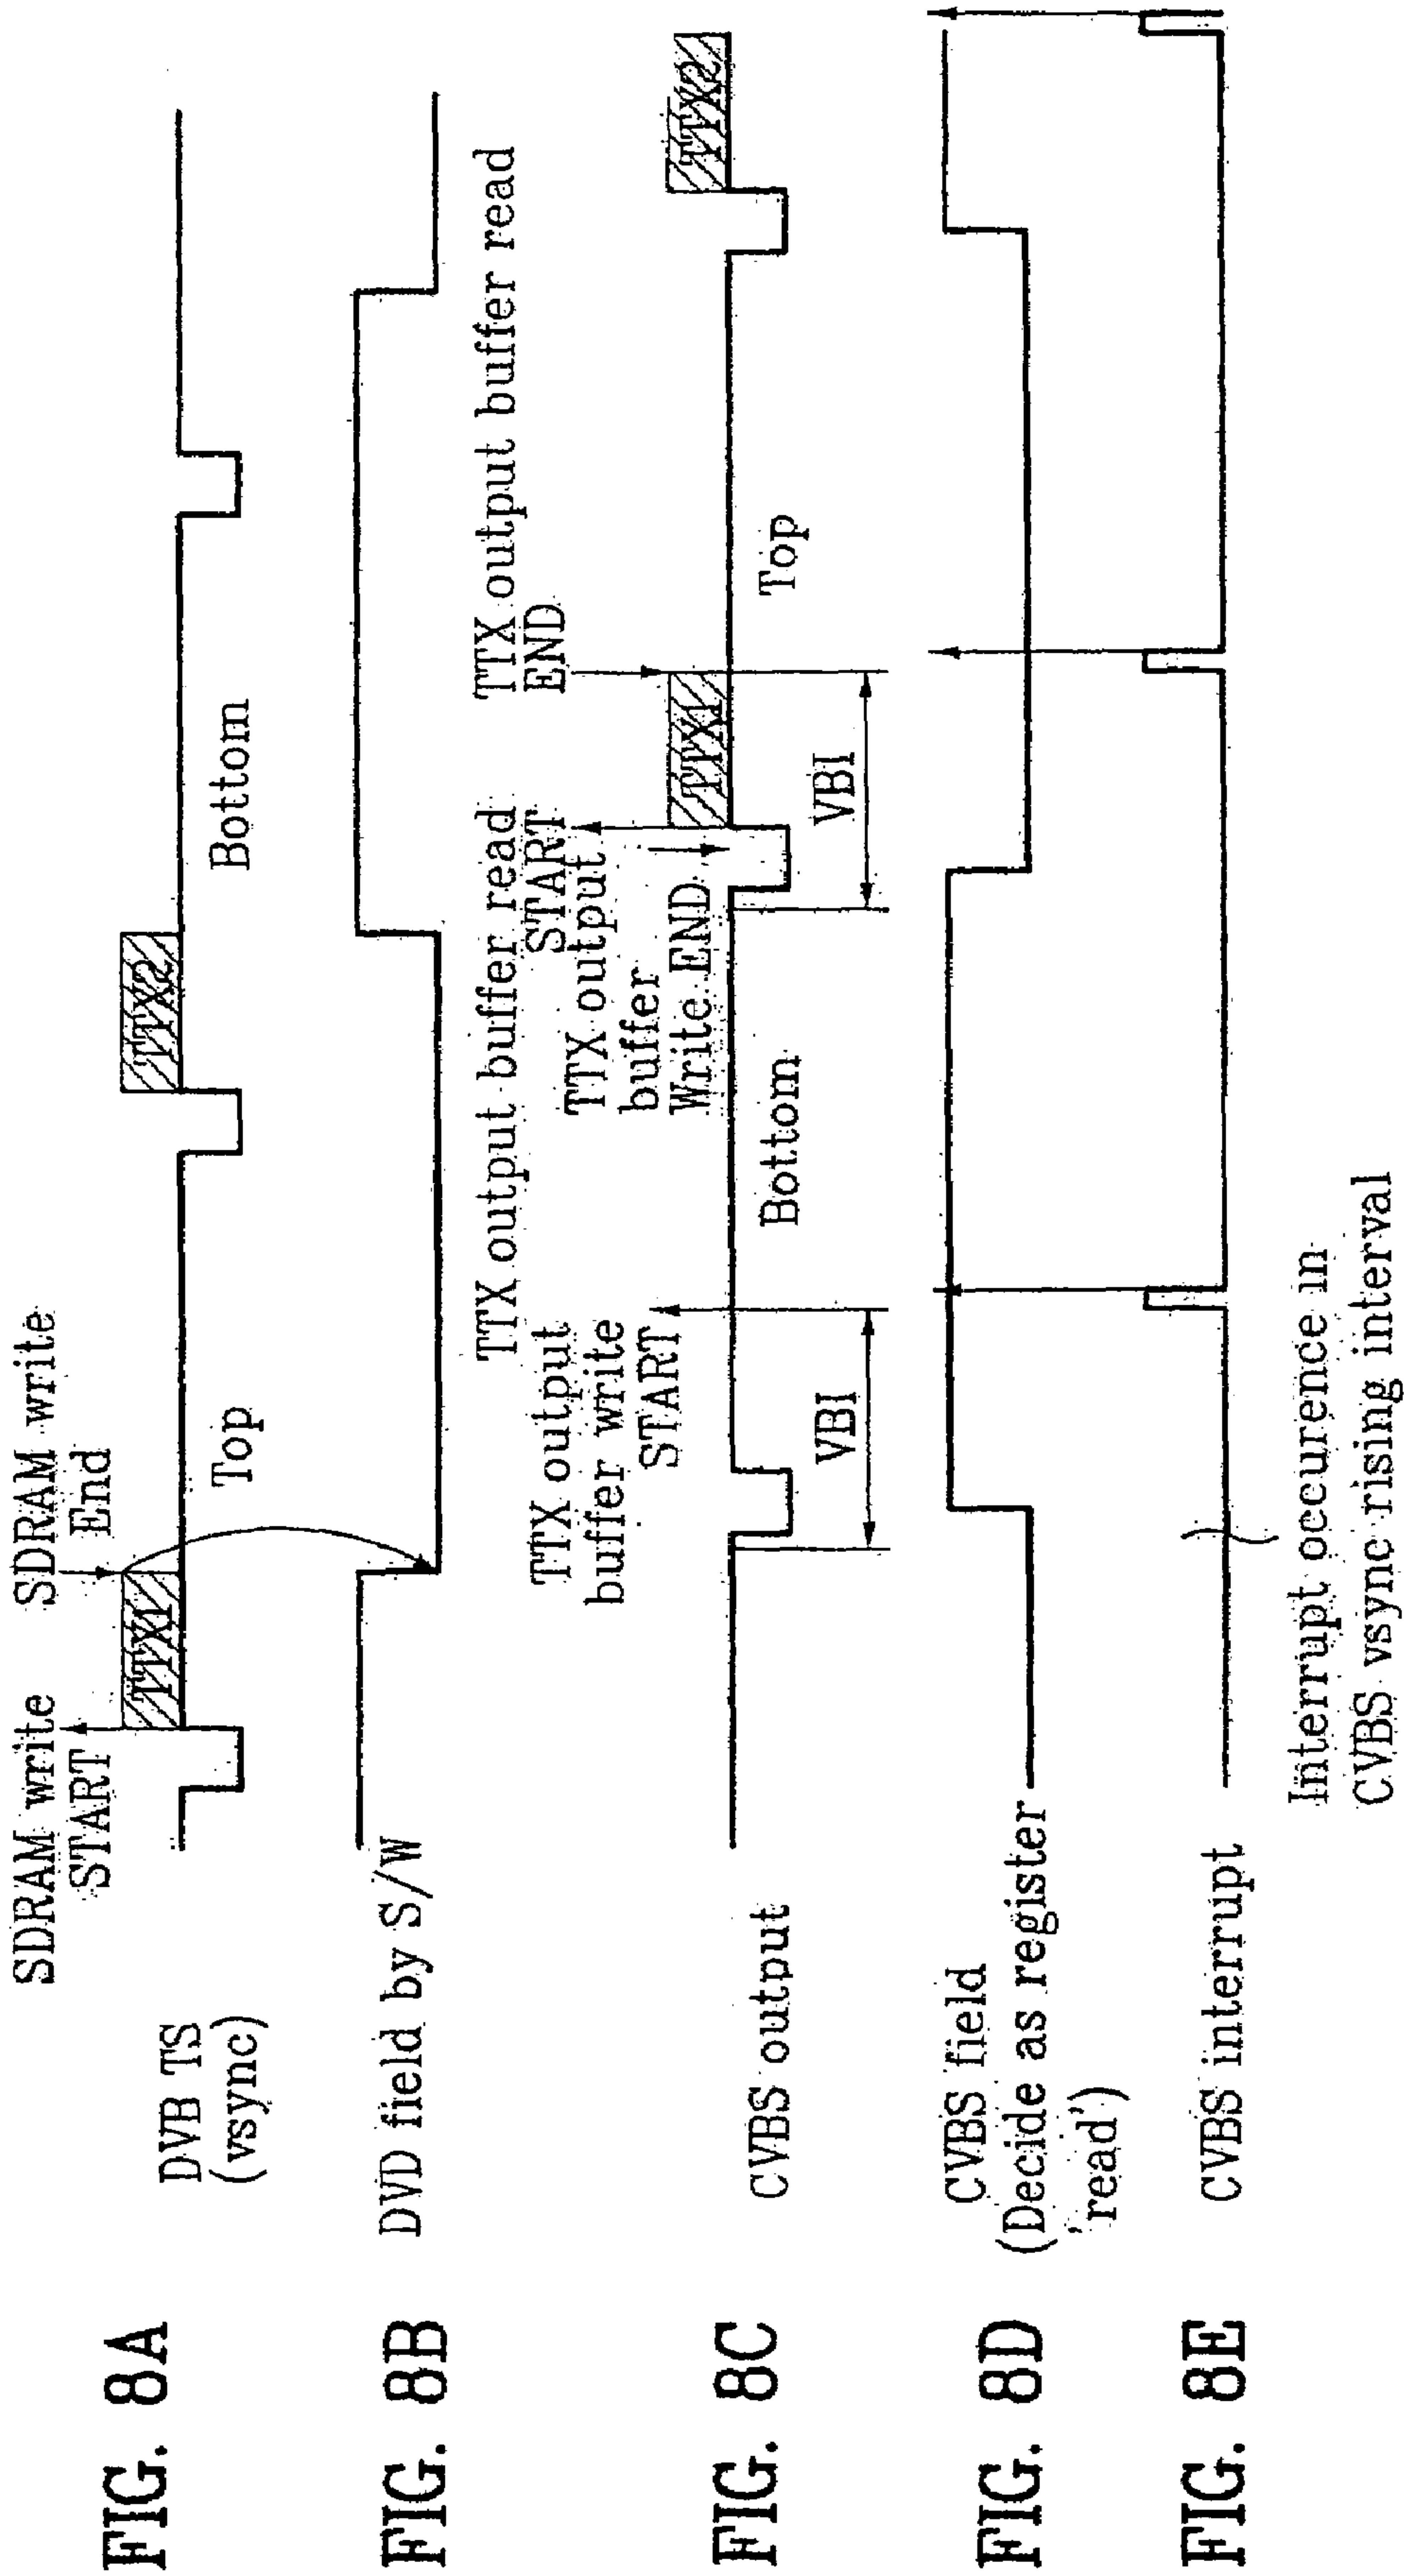 FIG. 8A
DVB TS
(vsync)
SDRAM write
START
SDRAM write
End
TTX1
Top
TTX2
Bottom
FIG. 8B
DVD field by S/W
FIG. 8C
CVBS output
TTX output
buffer write
START
VBI
Bottom
TTX output buffer read
START
TTX output
buffer
Write END
TTX1
VBI
TTX output buffer read
END
Top
TTX2
FIG. 8D
CVBS field
(Decide as register
'read')
FIG. 8E
CVBS interrupt
Interrupt occurence in
CVBS vsync rising interval